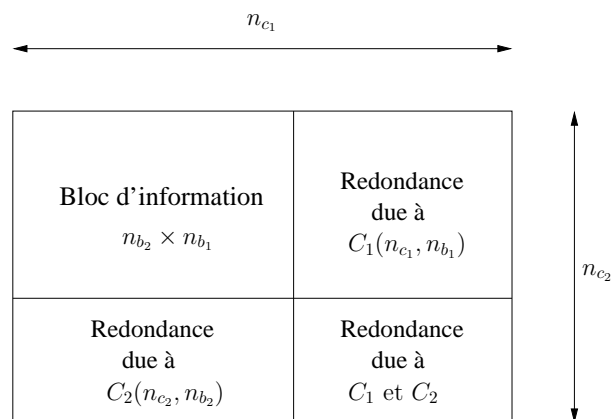 n_{c_1}
Bloc d'information
n_{b_2} × n_{b_1}
Redondance
due à
C_1(n_{c_1}, n_{b_1})
n_{c_2}
Redondance
due à
C_2(n_{c_2}, n_{b_2})
Redondance
due à
C_1 et C_2